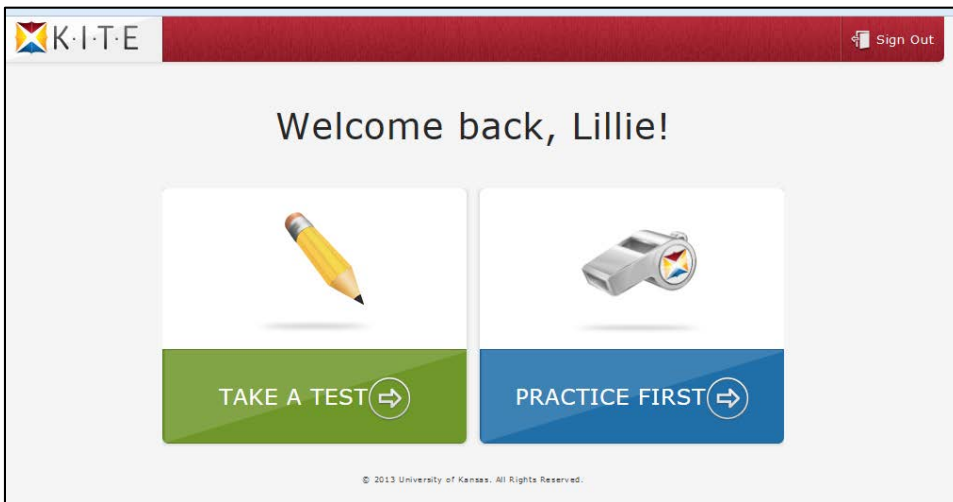 K·I·T·E
Sign Out
Welcome back, Lillie!
TAKE A TEST
PRACTICE FIRST
© 2013 University of Kansas. All Rights Reserved.